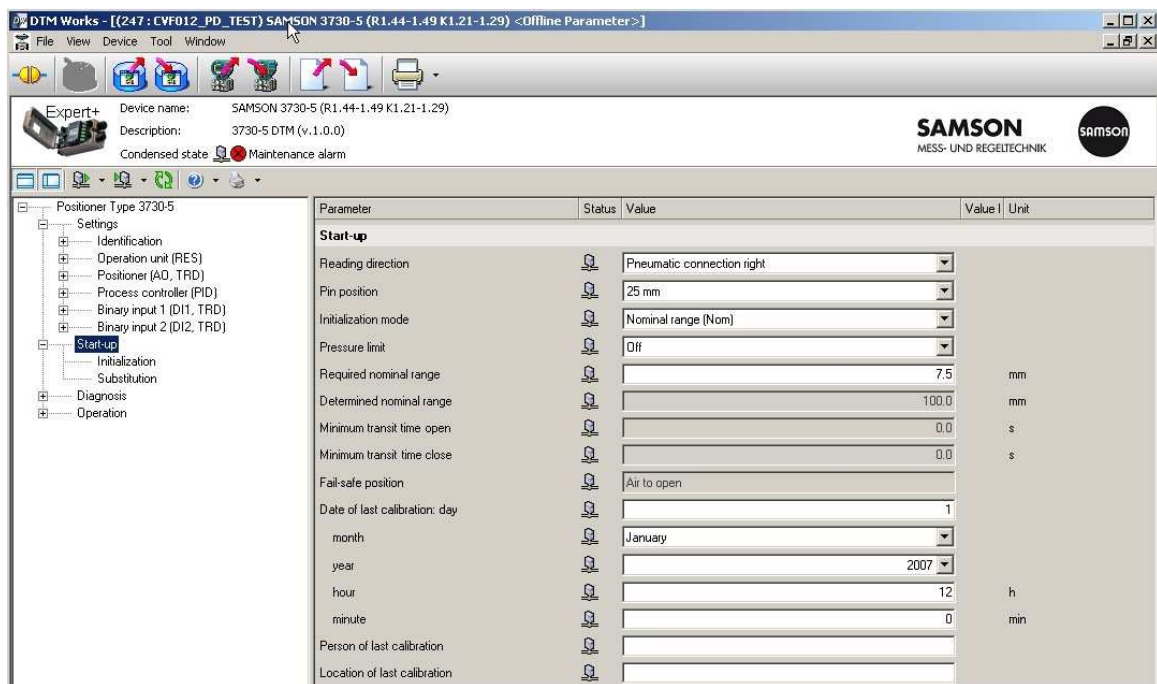 DTM Works - [(247 : CVF012_PD_TEST) SAMSON 3730-5 (R1.44-1.49 K1.21-1.29) <Offline Parameter>]
File View Device Tool Window
Expert+
Device name: SAMSON 3730-5 (R1.44-1.49 K1.21-1.29)
Description: 3730-5 DTM (v.1.0.0)
Condensed state Maintenance alarm
SAMSON
MESS- UND REGELTECHNIK
samson
Positioner Type 3730-5
Settings
Identification
Operation unit (RES)
Positioner (AO, TRD)
Process controller (PID)
Binary input 1 (DI1, TRD)
Binary input 2 (DI2, TRD)
Start-up
Initialization
Substitution
Diagnosis
Operation
Parameter Status Value Value I Unit
Start-up
Reading direction Pneumatic connection right
Pin position 25 mm
Initialization mode Nominal range (Nom)
Pressure limit Off
Required nominal range 7.5 mm
Determined nominal range 100.0 mm
Minimum transit time open 0.0 s
Minimum transit time close 0.0 s
Fail-safe position Air to open
Date of last calibration: day 1
month January
year 2007
hour 12 h
minute 0 min
Person of last calibration
Location of last calibration